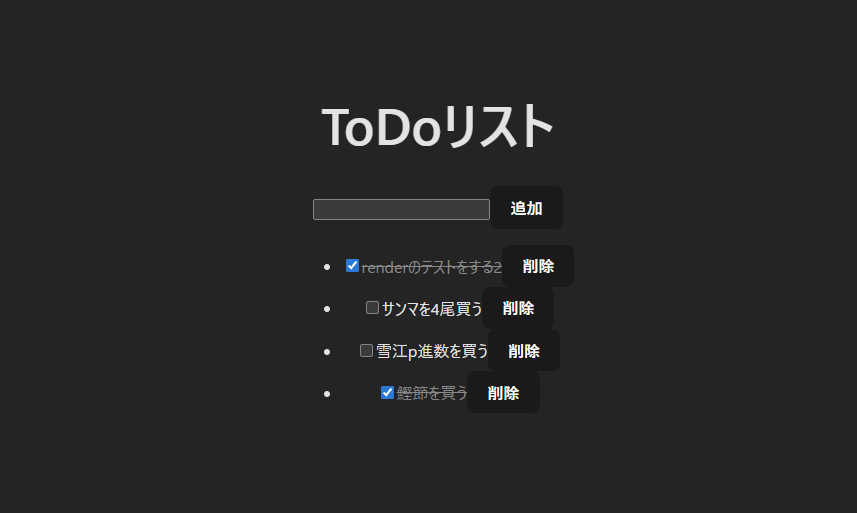 ToDoリスト
追加
renderのテストをする2 削除
サンマを4尾買う 削除
雪江p進数を買う 削除
鰹節を買う 削除